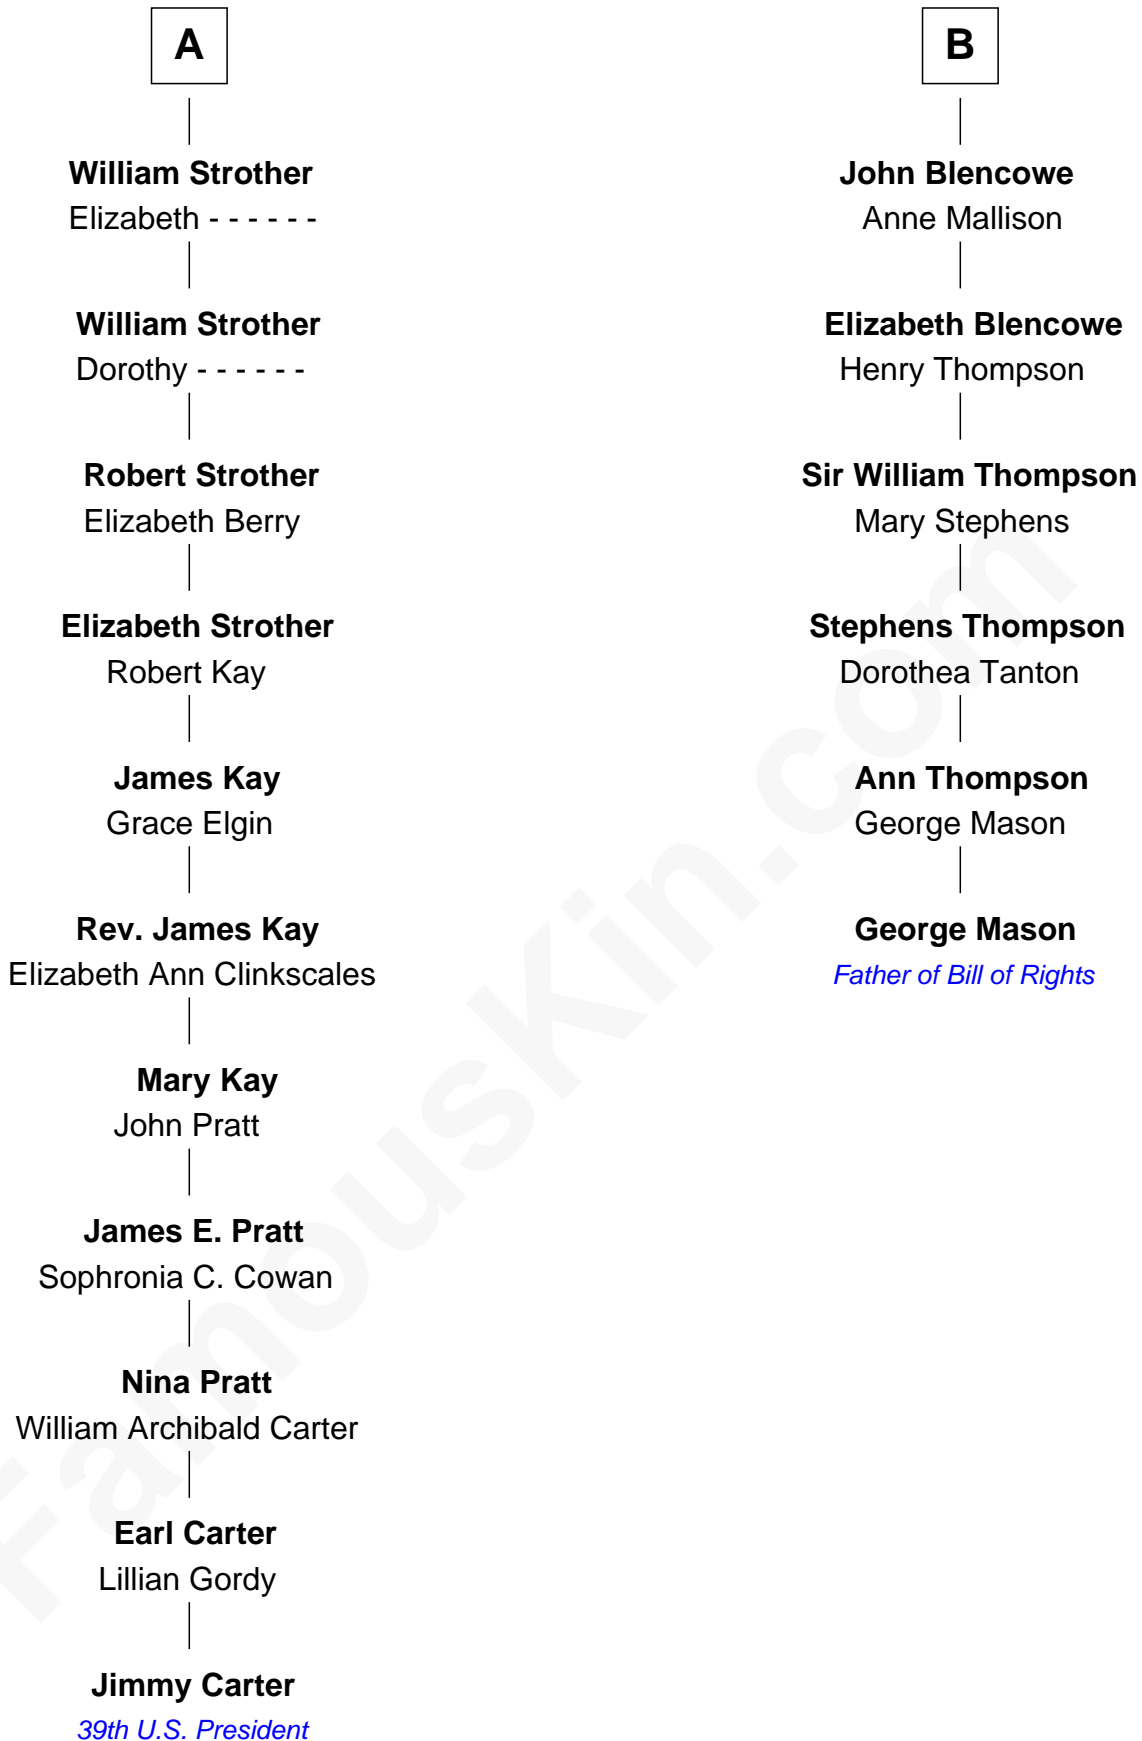 A
William Strother
Elizabeth - - - - - -
William Strother
Dorothy - - - - - -
Robert Strother
Elizabeth Berry
Elizabeth Strother
Robert Kay
James Kay
Grace Elgin
Rev. James Kay
Elizabeth Ann Clinkscales
Mary Kay
John Pratt
James E. Pratt
Sophronia C. Cowan
Nina Pratt
William Archibald Carter
Earl Carter
Lillian Gordy
Jimmy Carter
39th U.S. President
B
John Blencowe
Anne Mallison
Elizabeth Blencowe
Henry Thompson
Sir William Thompson
Mary Stephens
Stephens Thompson
Dorothea Tanton
Ann Thompson
George Mason
George Mason
Father of Bill of Rights
FamousKin.com